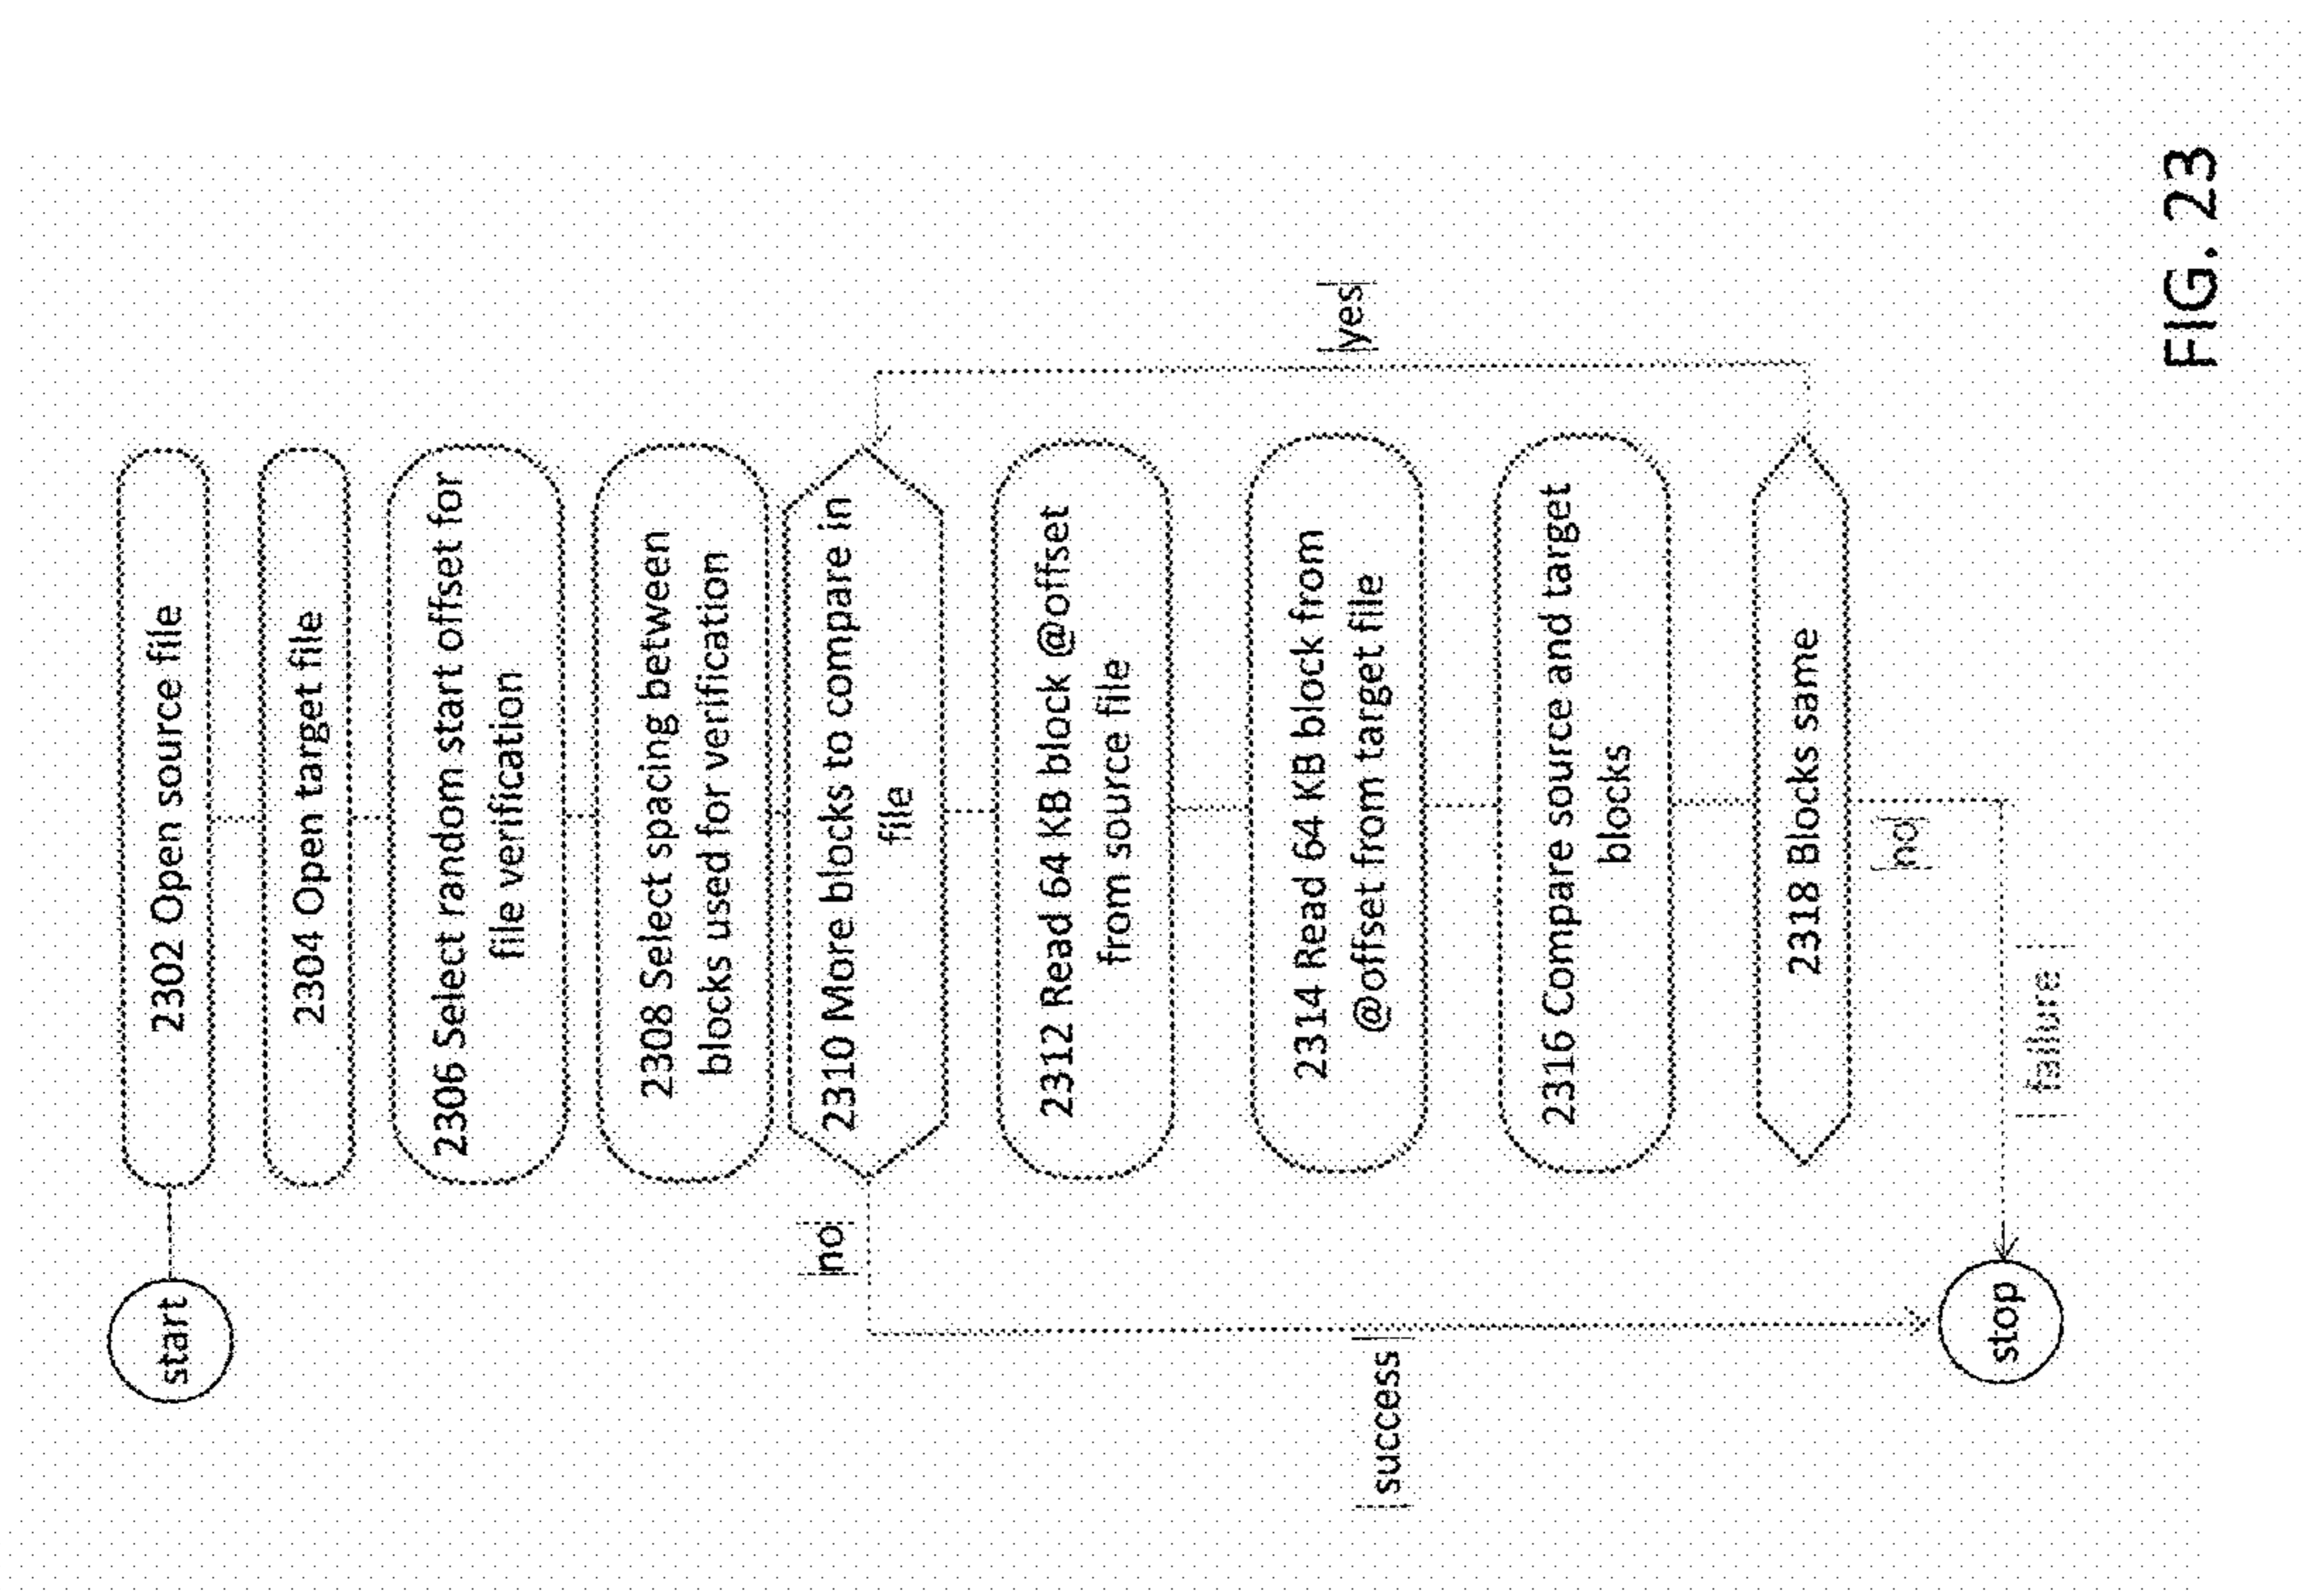 start
2302 Open source file
2304 Open target file
2306 Select random start offset for
file verification
2308 Select spacing between
blocks used for verification
2310 More blocks to compare in
file
no
yes
2312 Read 64 KB block @offset
from source file
2314 Read 64 KB block from
@offset from target file
success
2316 Compare source and target
blocks
2318 Blocks same
no
stop
failure
FIG. 23